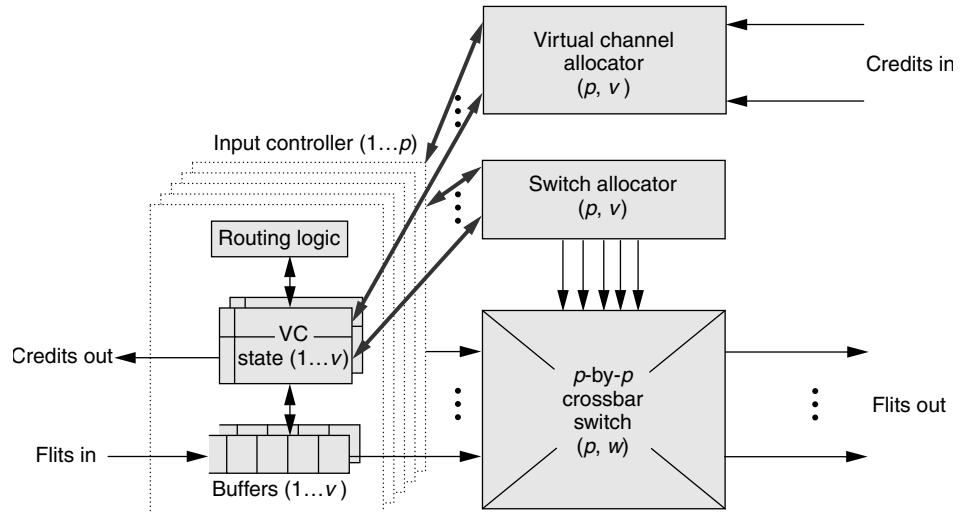 Virtual channel
allocator
(p, v)
Credits in
Input controller (1…p)
Switch allocator
(p, v)
Routing logic
VC
state (1…v)
Credits out
p-by-p
crossbar
switch
(p, w)
Flits out
Flits in
Buffers (1…v)